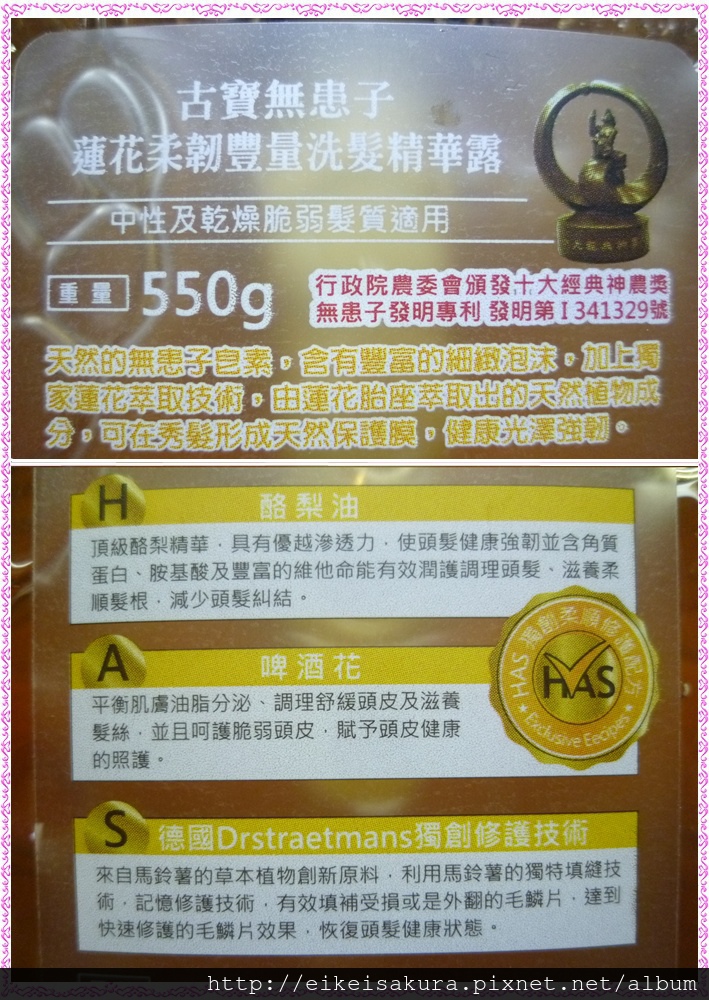 古寶無患子
蓮花柔韌豐量洗髮精華露
中性及乾燥脆弱髮質適用
重量 550g
行政院農委會頒發十大經典神農獎
無患子發明專利 發明第I341329號
天然的無患子皂素，含有豐富的細緻泡沫，加上獨
家蓮花萃取技術，由蓮花胎座萃取出的天然植物成
分，可在秀髮形成天然保護膜，健康光澤強韌。
H 酪梨油
頂級酪梨精華，具有優越滲透力，使頭髮健康強韌並含角質
蛋白、胺基酸及豐富的維他命能有效潤護調理頭髮、滋養柔
順髮根，減少頭髮糾結。
HAS 獨創柔順修護配方
HAS
Exclusive Eecipes
A 啤酒花
平衡肌膚油脂分泌、調理舒緩頭皮及滋養
髮絲，並且呵護脆弱頭皮，賦予頭皮健康
的照護。
S 德國Drstraetmans獨創修護技術
來自馬鈴薯的草本植物創新原料，利用馬鈴薯的獨特填縫技
術，記憶修護技術，有效填補受損或是外翻的毛鱗片，達到
快速修護的毛鱗片效果，恢復頭髮健康狀態。
http://eikeisakura.pixnet.net/album